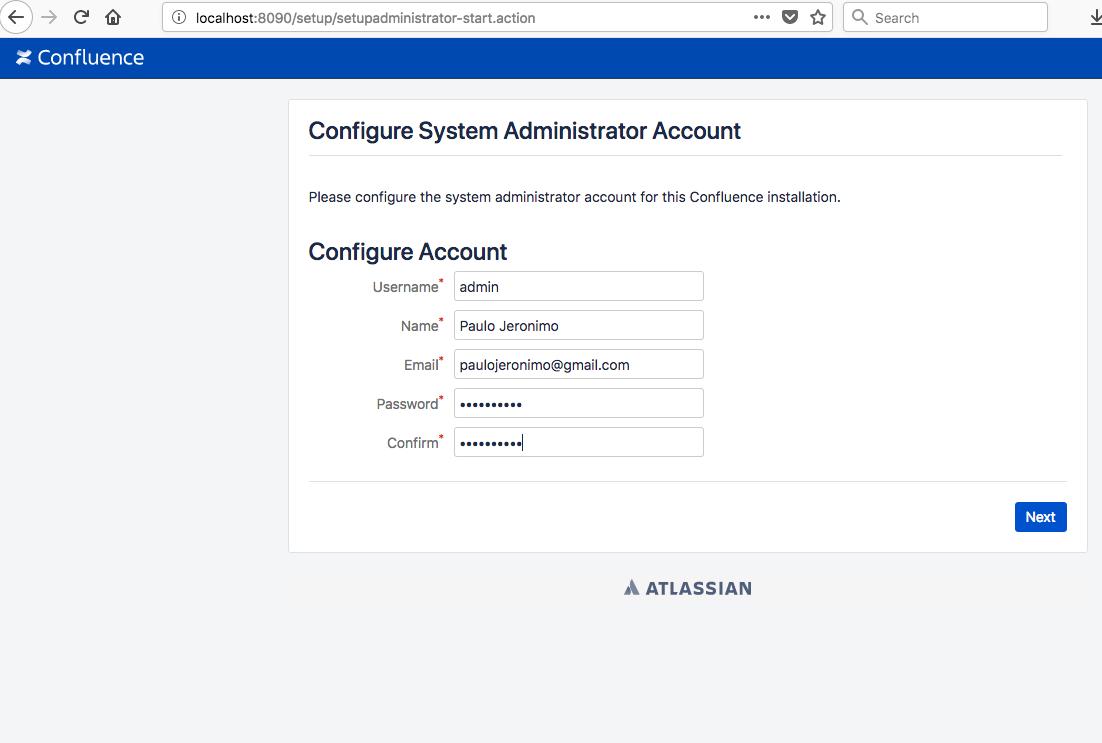 localhost:8090/setup/setupadministrator-start.action
Search
Confluence
Configure System Administrator Account
Please configure the system administrator account for this Confluence installation.
Configure Account
Username* admin
Name* Paulo Jeronimo
Email* paulojeronimo@gmail.com
Password* ••••••••••
Confirm* ••••••••••
Next
ATLASSIAN